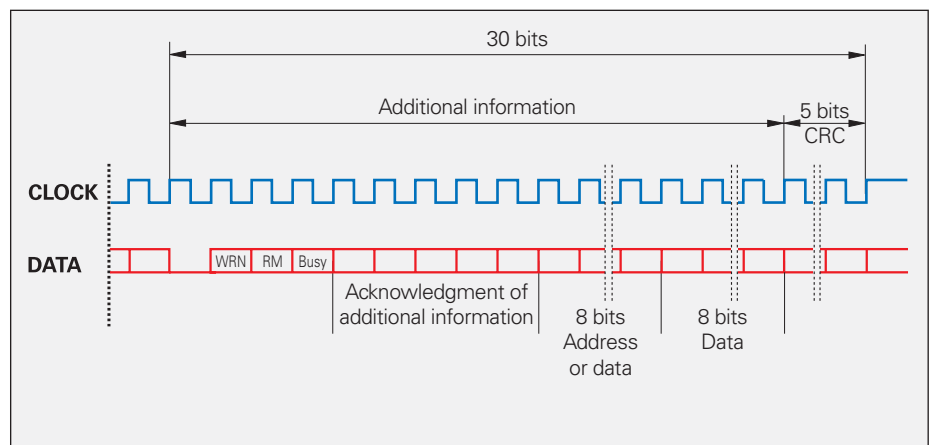 30 bits
Additional information
5 bits
CRC
CLOCK
DATA
WRN RM Busy
Acknowledgment of
additional information
8 bits
Address
or data
8 bits
Data